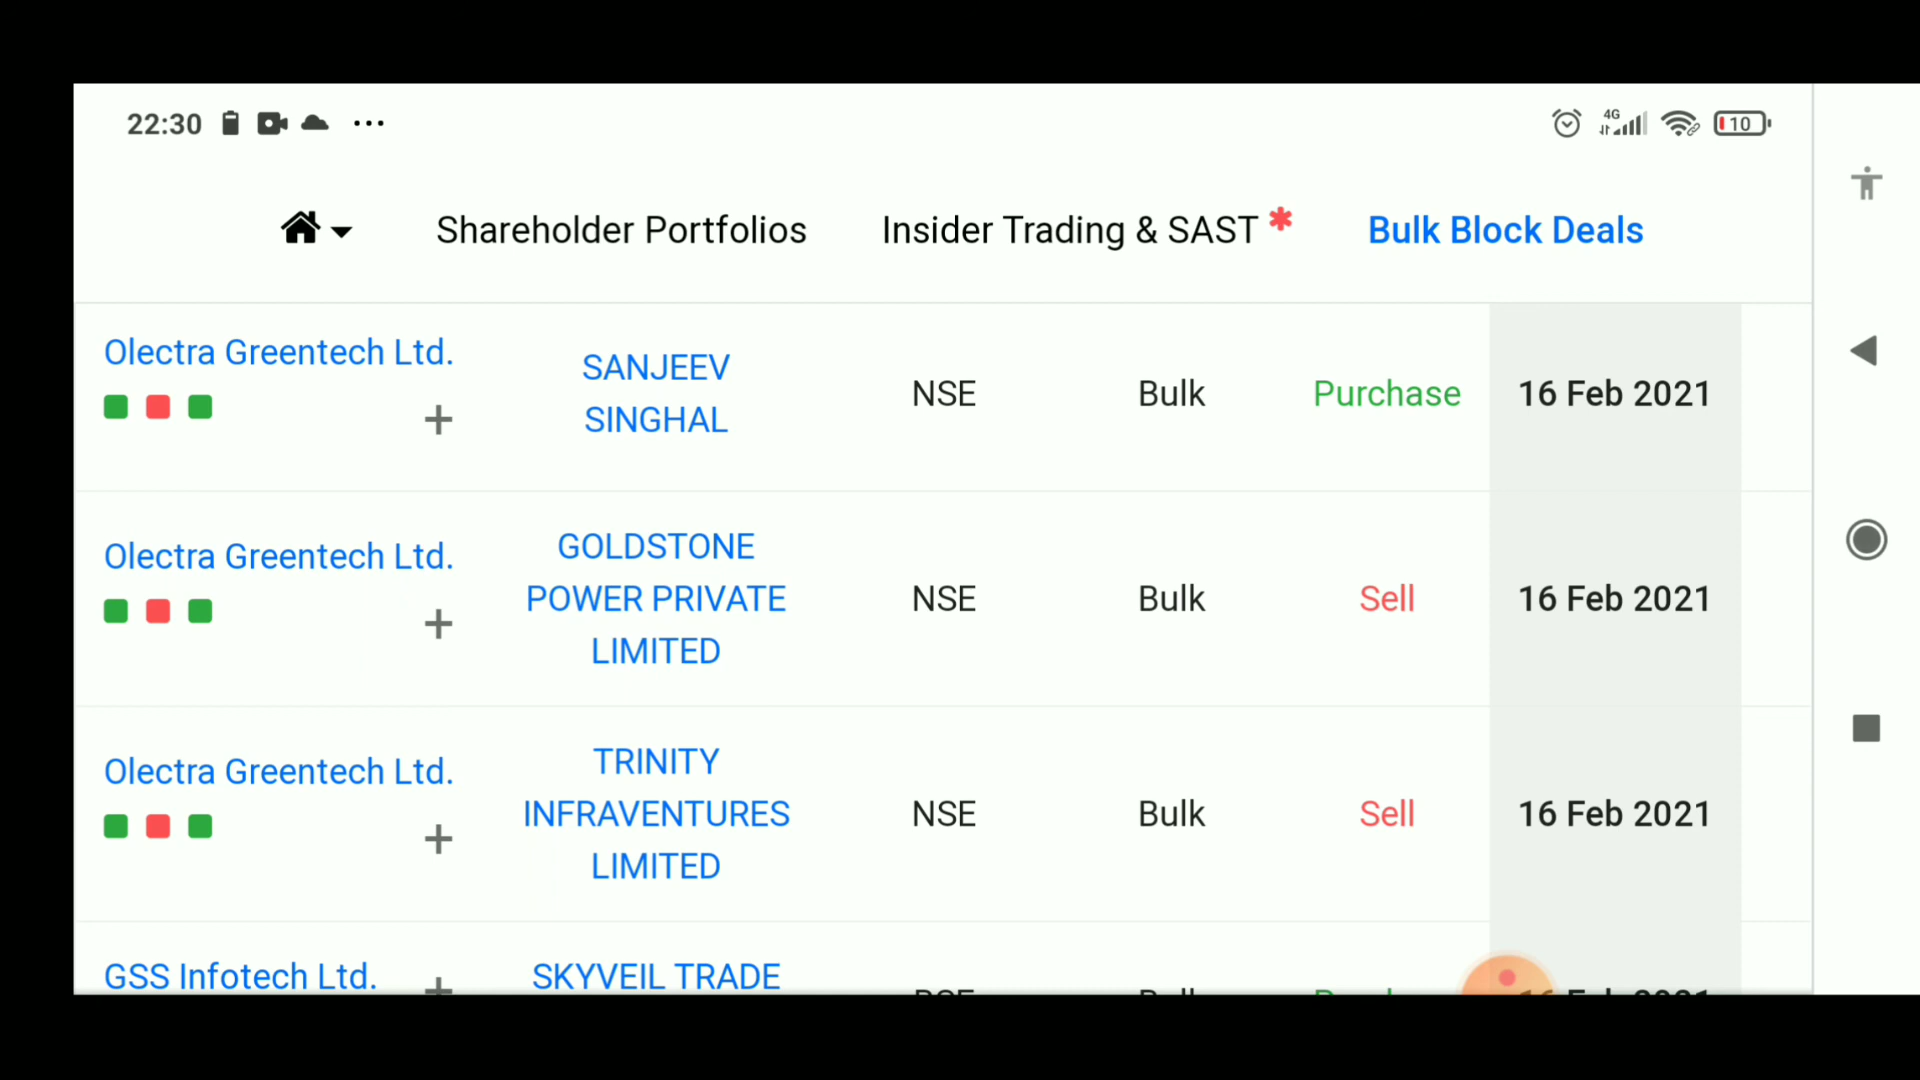 22:30 ... 4G 10
Shareholder Portfolios Insider Trading & SAST * Bulk Block Deals
Olectra Greentech Ltd. + SANJEEV SINGHAL NSE Bulk Purchase 16 Feb 2021
Olectra Greentech Ltd. + GOLDSTONE POWER PRIVATE LIMITED NSE Bulk Sell 16 Feb 2021
Olectra Greentech Ltd. + TRINITY INFRAVENTURES LIMITED NSE Bulk Sell 16 Feb 2021
GSS Infotech Ltd. + SKYVEIL TRADE